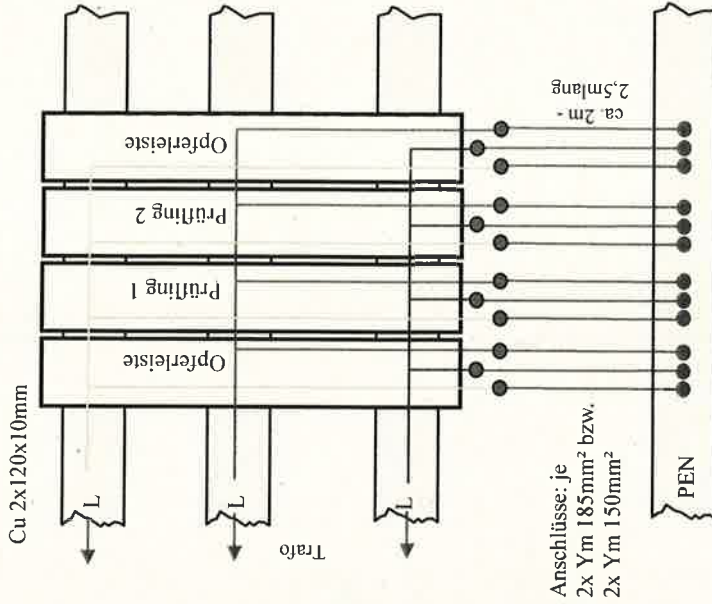 Cu 2x120x10mm
Opferleiste
Prüfling 1
Prüfling 2
Opferleiste
L
L
L
Trafo
ca. 2m -
2,5mlang
Anschlüsse: je
2x Ym 185mm² bzw.
2x Ym 150mm²
PEN